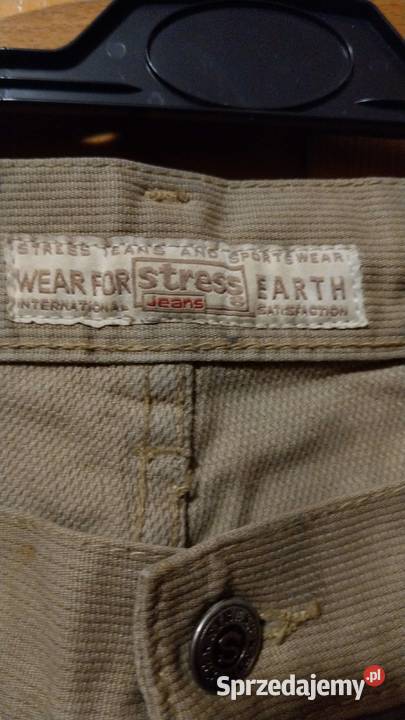 STRESS JEANS AND SPORTSWEAR
WEAR FOR stress ® EARTH
INTERNATIONAL Jeans SATISFACTION
S
Sprzedajemy.pl